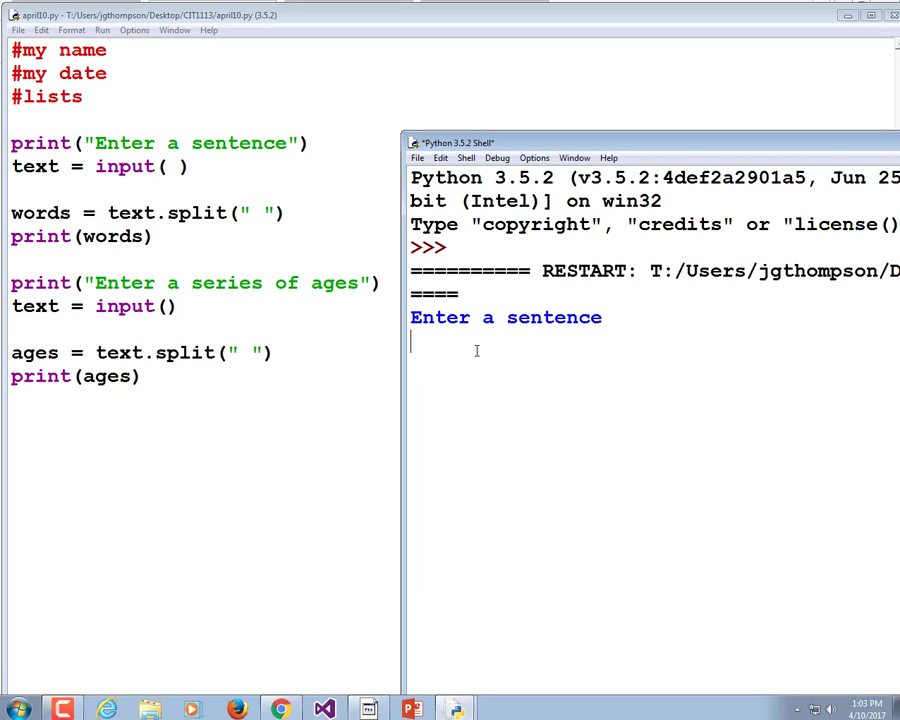 april10.py - T:/Users/jgthompson/Desktop/CIT1113/april10.py (3.5.2)
File Edit Format Run Options Window Help
#my name
#my date
#lists
print("Enter a sentence")
text = input( )
words = text.split(" ")
print(words)
print("Enter a series of ages")
text = input()
ages = text.split(" ")
print(ages)
*Python 3.5.2 Shell*
File Edit Shell Debug Options Window Help
Python 3.5.2 (v3.5.2:4def2a2901a5, Jun 25
bit (Intel)] on win32
Type "copyright", "credits" or "license()
>>>
========== RESTART: T:/Users/jgthompson/D
====
Enter a sentence
1:03 PM
4/10/2017